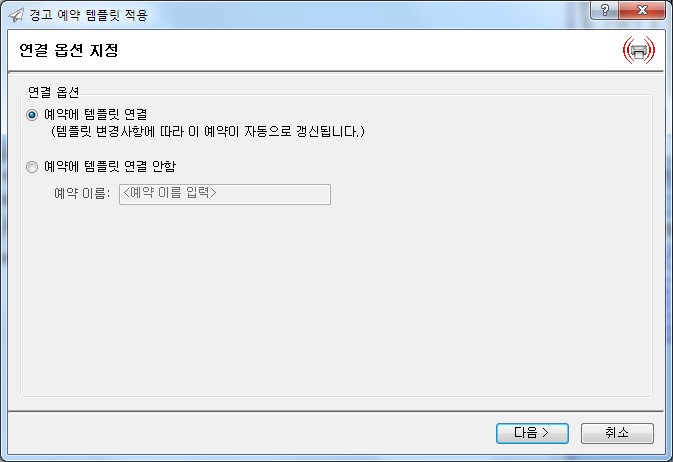 경고 예약 템플릿 적용
연결 옵션 지정
연결 옵션
예약에 템플릿 연결
(템플릿 변경사항에 따라 이 예약이 자동으로 갱신됩니다.)
예약에 템플릿 연결 안함
예약 이름: <예약 이름 입력>
다음 >
취소